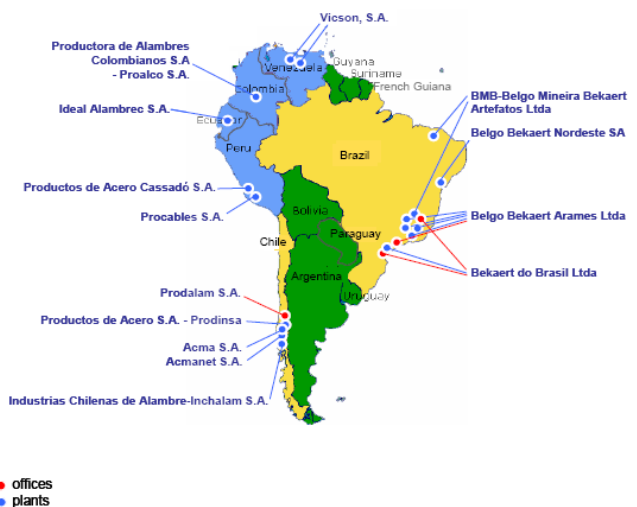 Vicson, S.A.
Productora de Alambres
Colombianos S.A
- Proalco S.A.
Guyana
Venezuela
Suriname
French Guiana
Colombia
BMB-Belgo Mineira Bekaert
Artefatos Ltda
Ideal Alambrec S.A.
Ecuador
Belgo Bekaert Nordeste SA
Peru
Brazil
Productos de Acero Cassadó S.A.
Procables S.A.
Bolivia
Belgo Bekaert Arames Ltda
Paraguay
Chile
Bekaert do Brasil Ltda
Argentina
Prodalam S.A.
Uruguay
Productos de Acero S.A. - Prodinsa
Acma S.A.
Acmanet S.A.
Industrias Chilenas de Alambre-Inchalam S.A.
offices
plants